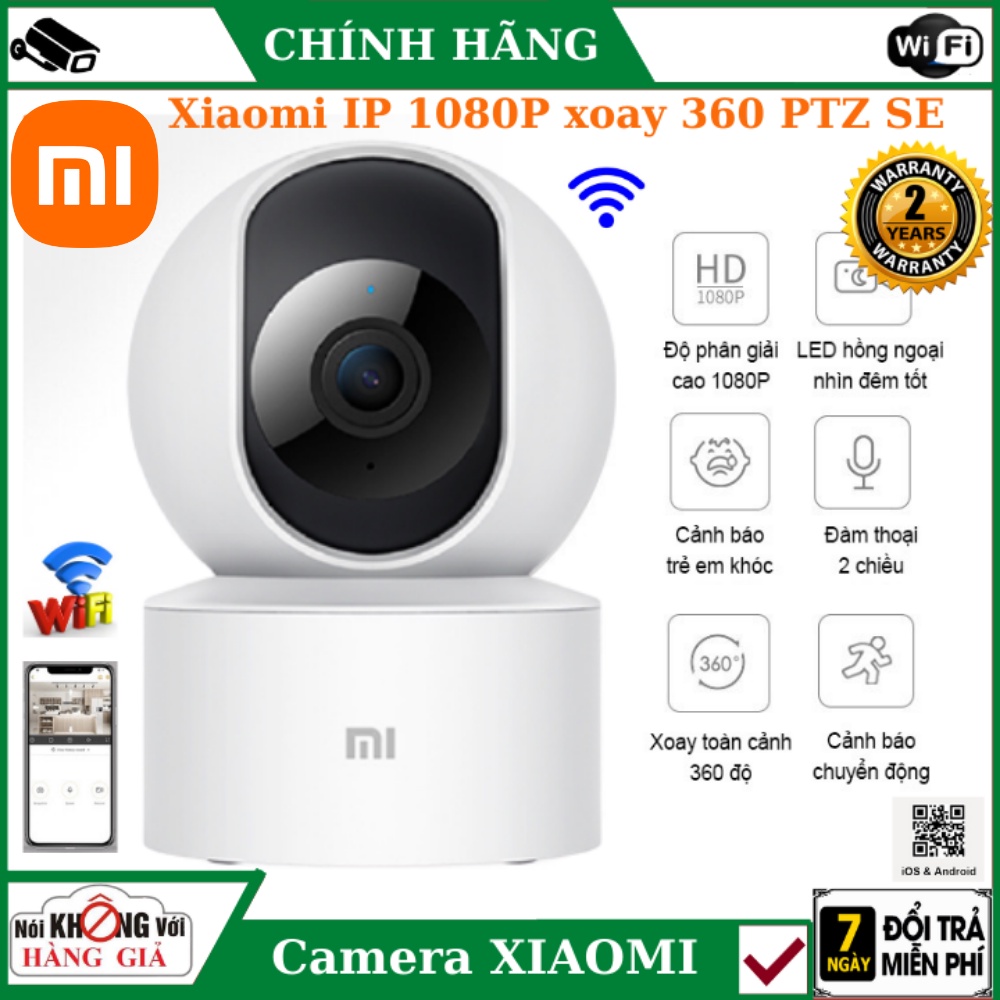 CHÍNH HÃNG
WiFi
mi
Xiaomi IP 1080P xoay 360 PTZ SE
WARRANTY
2
YEARS
WARRANTY
HD
1080P
Độ phân giải
cao 1080P
LED hồng ngoại
nhìn đêm tốt
Cảnh báo
trẻ em khóc
Đàm thoại
2 chiều
WiFi
360°
mi
Xoay toàn cảnh
360 độ
Cảnh báo
chuyển động
iOS & Android
Nói KHÔNG Với
HÀNG GIẢ
Camera XIAOMI
7
NGÀY
ĐỔI TRẢ
MIỄN PHÍ